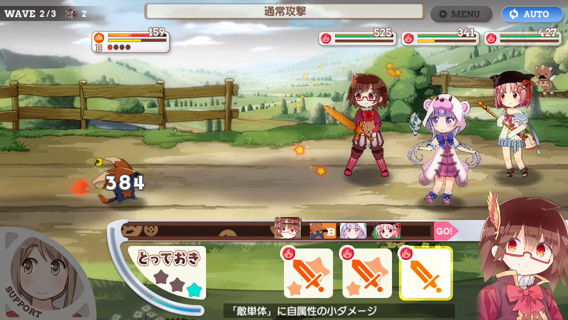 WAVE 2/3 2
通常攻撃
MENU
AUTO
159
B
525
341
427
384
B
GO!
とっておき
SUPPORT
「敵単体」に自属性の小ダメージ